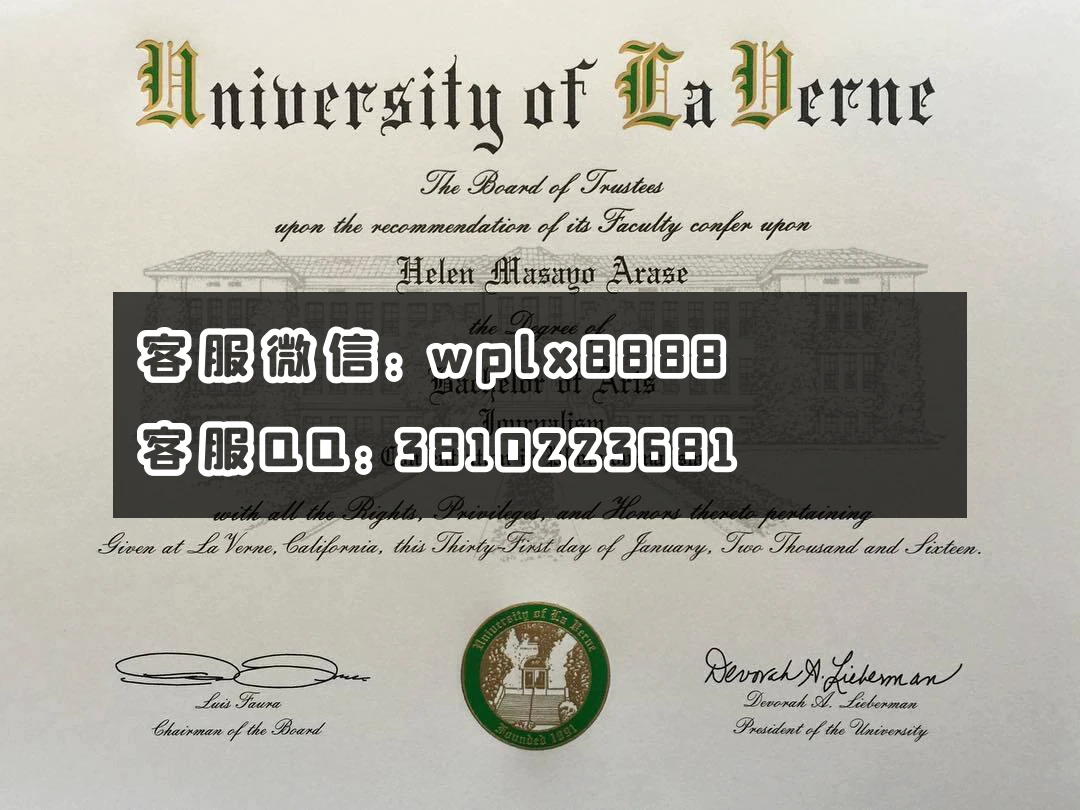 University of La Verne
The Board of Trustees
upon the recommendation of its Faculty confer upon
Helen Masayo Arase
the Degree of
客服微信: wplx8888
Bachelor of Arts
Journalism
客服QQ: 3810223681
with all the Rights, Privileges, and Honors thereto pertaining
Given at La Verne, California, this Thirty-First day of January, Two Thousand and Sixteen.
University of La Verne
Founded 1891
Luis Faura
Chairman of the Board
Devorah A. Lieberman
Devorah A. Lieberman
President of the University